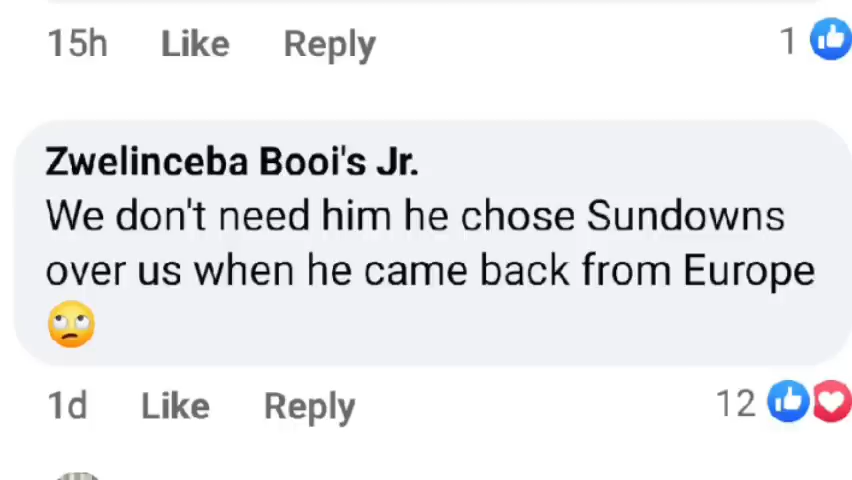 15h Like Reply 1
Zwelinceba Booi's Jr.
We don't need him he chose Sundowns
over us when he came back from Europe
🙄
1d Like Reply 12